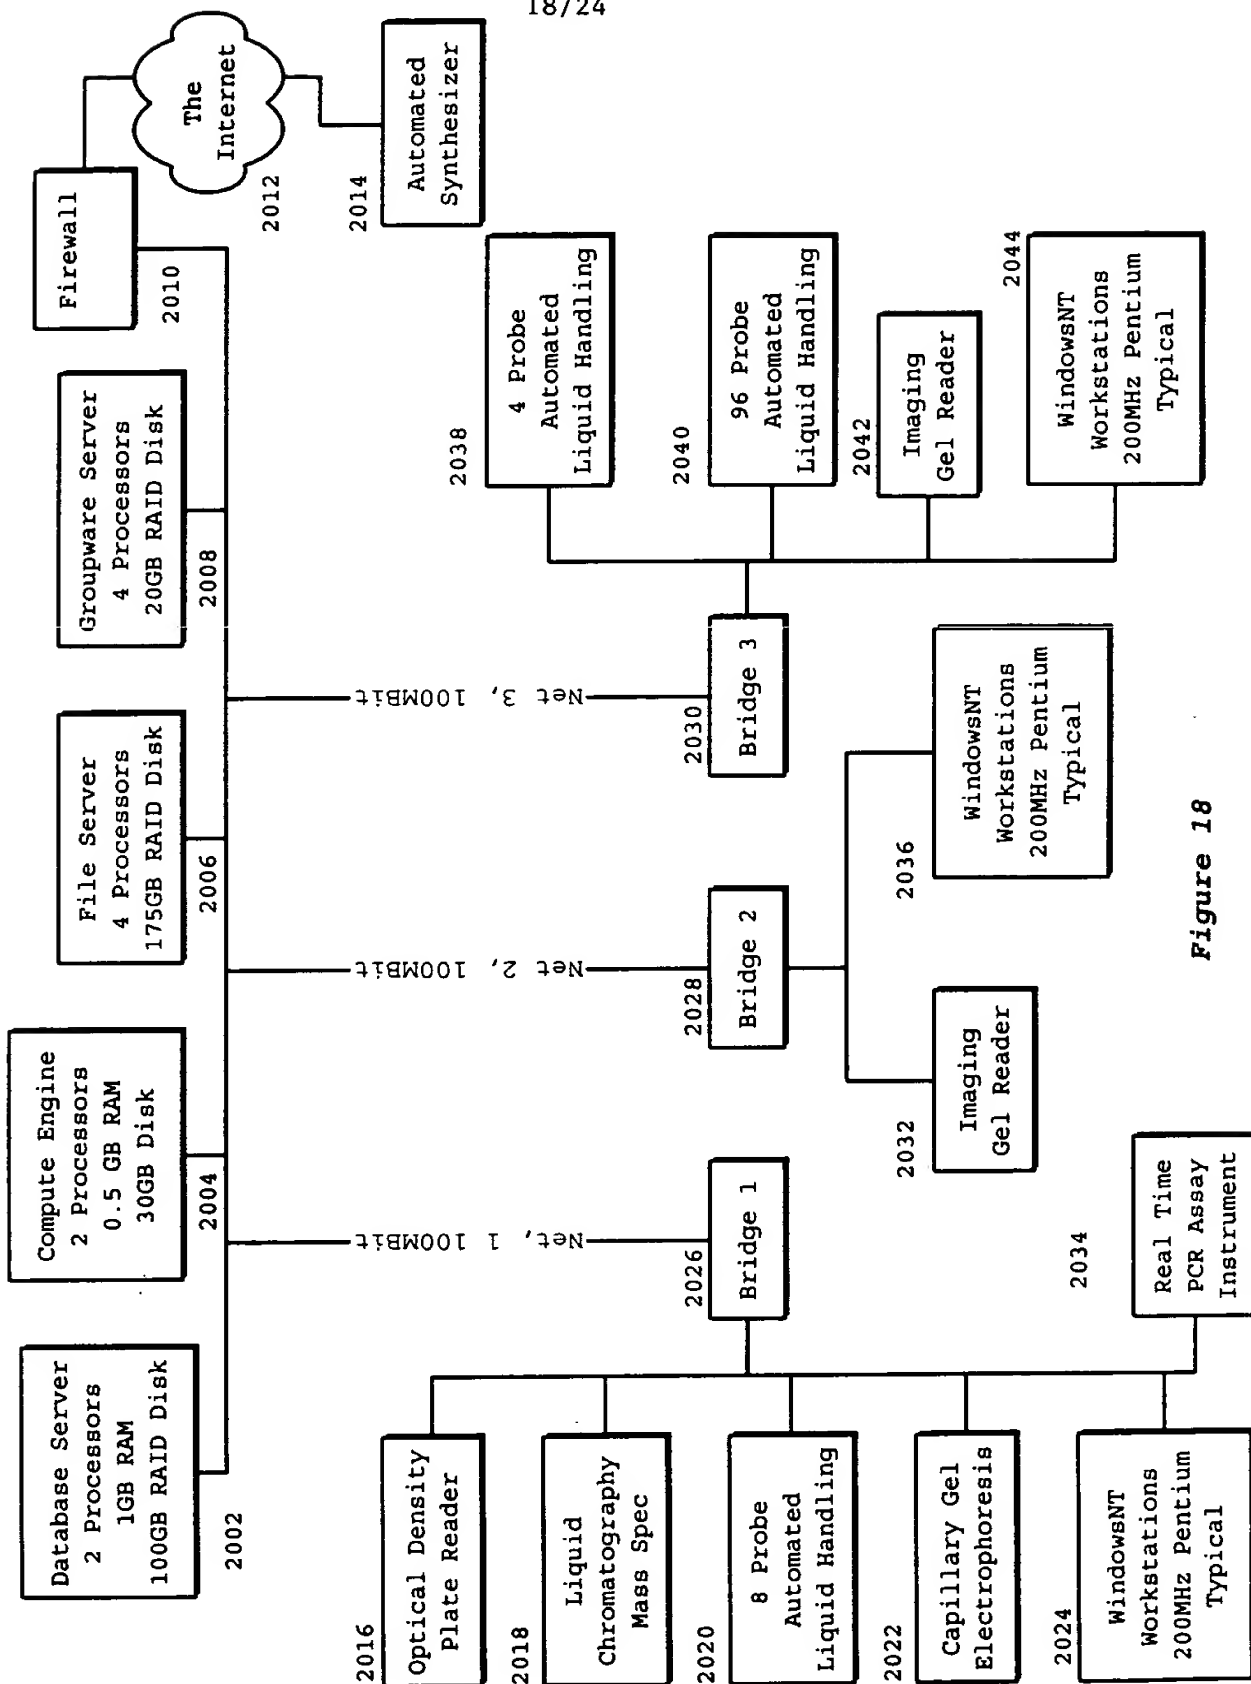 18/24
Database Server
2 Processors
1GB RAM
100GB RAID Disk
2002
Compute Engine
2 Processors
0.5 GB RAM
30GB Disk
2004
File Server
4 Processors
175GB RAID Disk
2006
Groupware Server
4 Processors
20GB RAID Disk
2008
Firewall
2010
The
Internet
2012
Automated
Synthesizer
2014
Net, 1 100MBit
Net 2, 100MBit
Net 3, 100MBit
2026
Bridge 1
2028
Bridge 2
2030
Bridge 3
2016
Optical Density
Plate Reader
2018
Liquid
Chromatography
Mass Spec
2020
8 Probe
Automated
Liquid Handling
2022
Capillary Gel
Electrophoresis
2024
WindowsNT
Workstations
200MHz Pentium
Typical
2034
Real Time
PCR Assay
Instrument
2032
Imaging
Gel Reader
2036
WindowsNT
Workstations
200MHz Pentium
Typical
2038
4 Probe
Automated
Liquid Handling
2040
96 Probe
Automated
Liquid Handling
2042
Imaging
Gel Reader
2044
WindowsNT
Workstations
200MHz Pentium
Typical
Figure 18